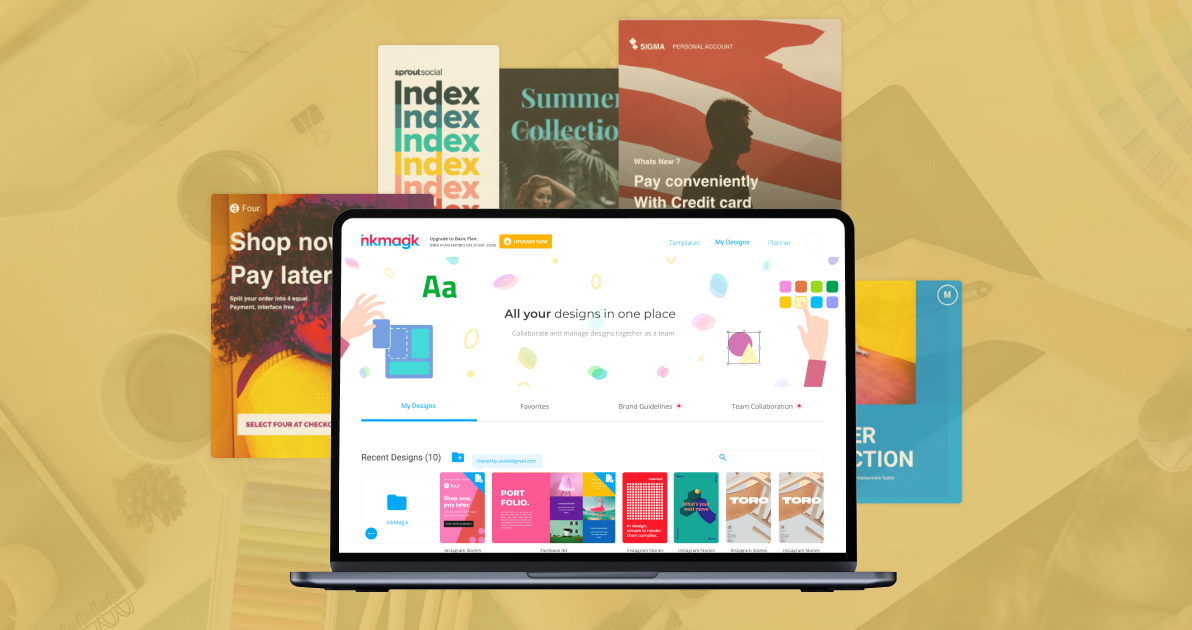 sproutsocial
Index
Index
Index
Index
Index
Summer
Collectio
SIGMA PERSONAL ACCOUNT
Whats New ?
Pay conveniently
With Credit card
Four
Shop now
Pay later
Split your order into 4 equal
Payment, interface free
SELECT FOUR AT CHECKO
inkmagik
Upgrade to Basic Plan:
UPGRADE NOW
Templates
My Designs
Planner
Aa
All your designs in one place
Collaborate and manage designs together as a team
My Designs
Favorites
Brand Guidelines
Team Collaboration
Recent Designs (10)
InkMagik
four
Shop now,
pay later.
Instagram Stories
PORT
FOLIO.
Facebook Ad
In design,
simple is harder
than complex.
Instagram Stories
What's your
next move
Instagram Stories
TORO
Instagram Stories
TORO
Instagram Stories
M
ER
CTION
makeovers faster